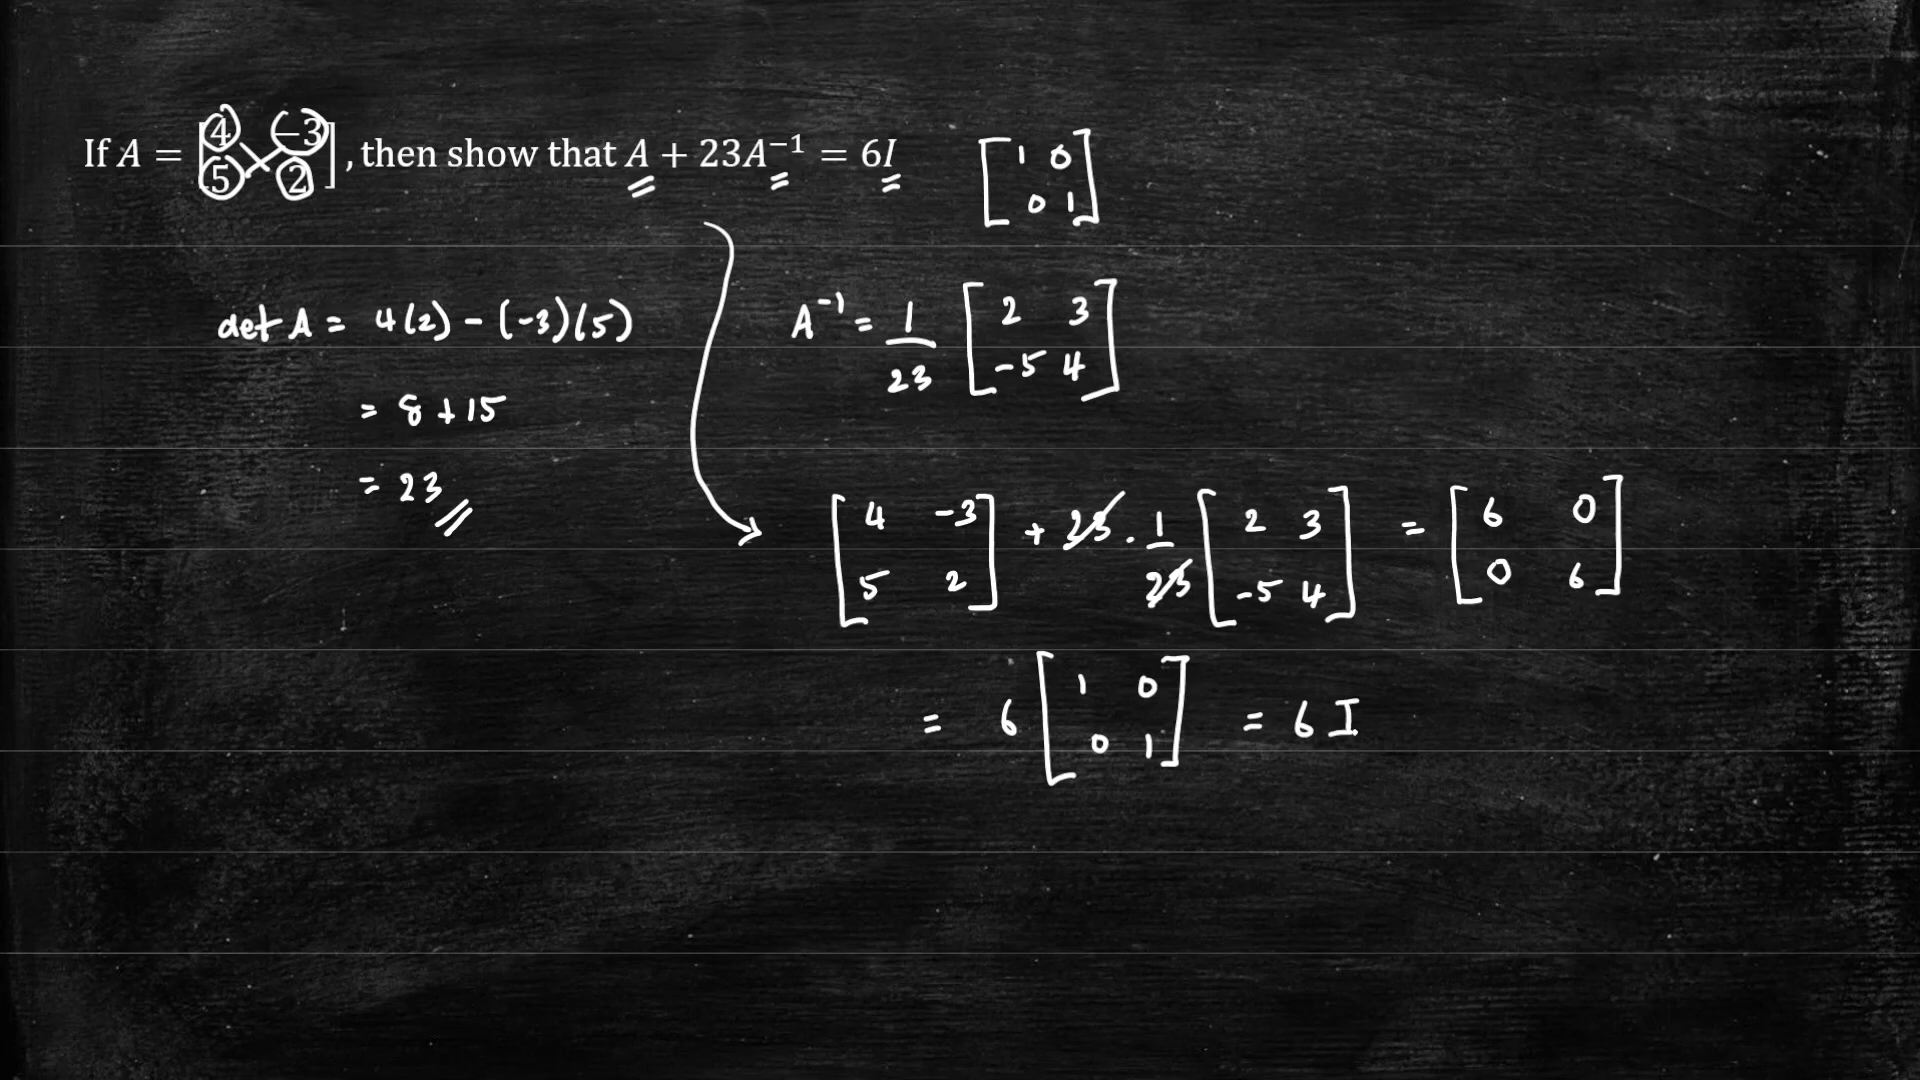 If A = [4 −3; 5 2], then show that A + 23A⁻¹ = 6I [1 0; 0 1]
det A = 4(2) - (-3)(5)
= 8 + 15
= 23
A⁻¹ = 1/23 [2 3; -5 4]
[4 -3; 5 2] + 23 . 1/23 [2 3; -5 4] = [6 0; 0 6]
= 6 [1 0; 0 1] = 6 I